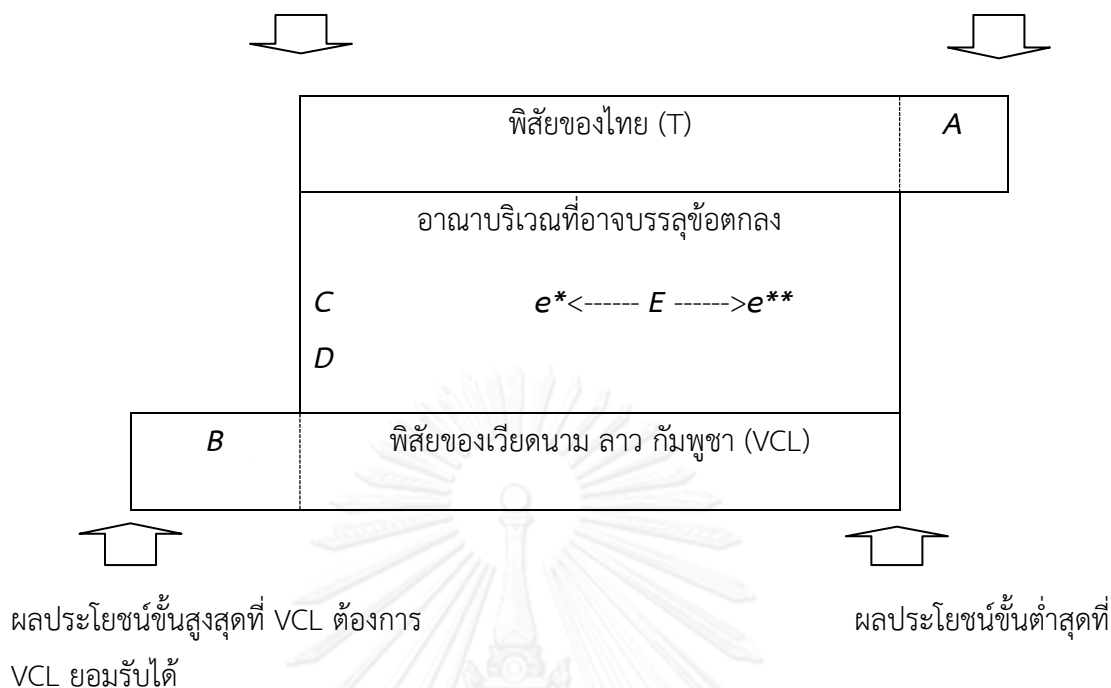 พิสัยของไทย (T) A
อาณาบริเวณที่อาจบรรลุข้อตกลง
C e*<------ E ------>e**
D
B พิสัยของเวียดนาม ลาว กัมพูชา (VCL)
ผลประโยชน์ขั้นสูงสุดที่ VCL ต้องการ ผลประโยชน์ขั้นต่ำสุดที่
VCL ยอมรับได้